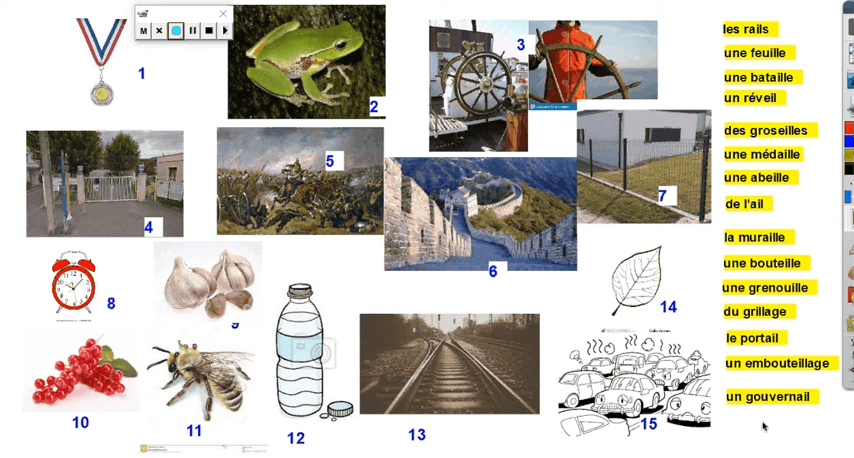 M
1
2
3
4
5
6
7
8
9
10
11
12
13
14
15
les rails
une feuille
une bataille
un réveil
des groseilles
une médaille
une abeille
de l'ail
la muraille
une bouteille
une grenouille
du grillage
le portail
un embouteillage
un gouvernail